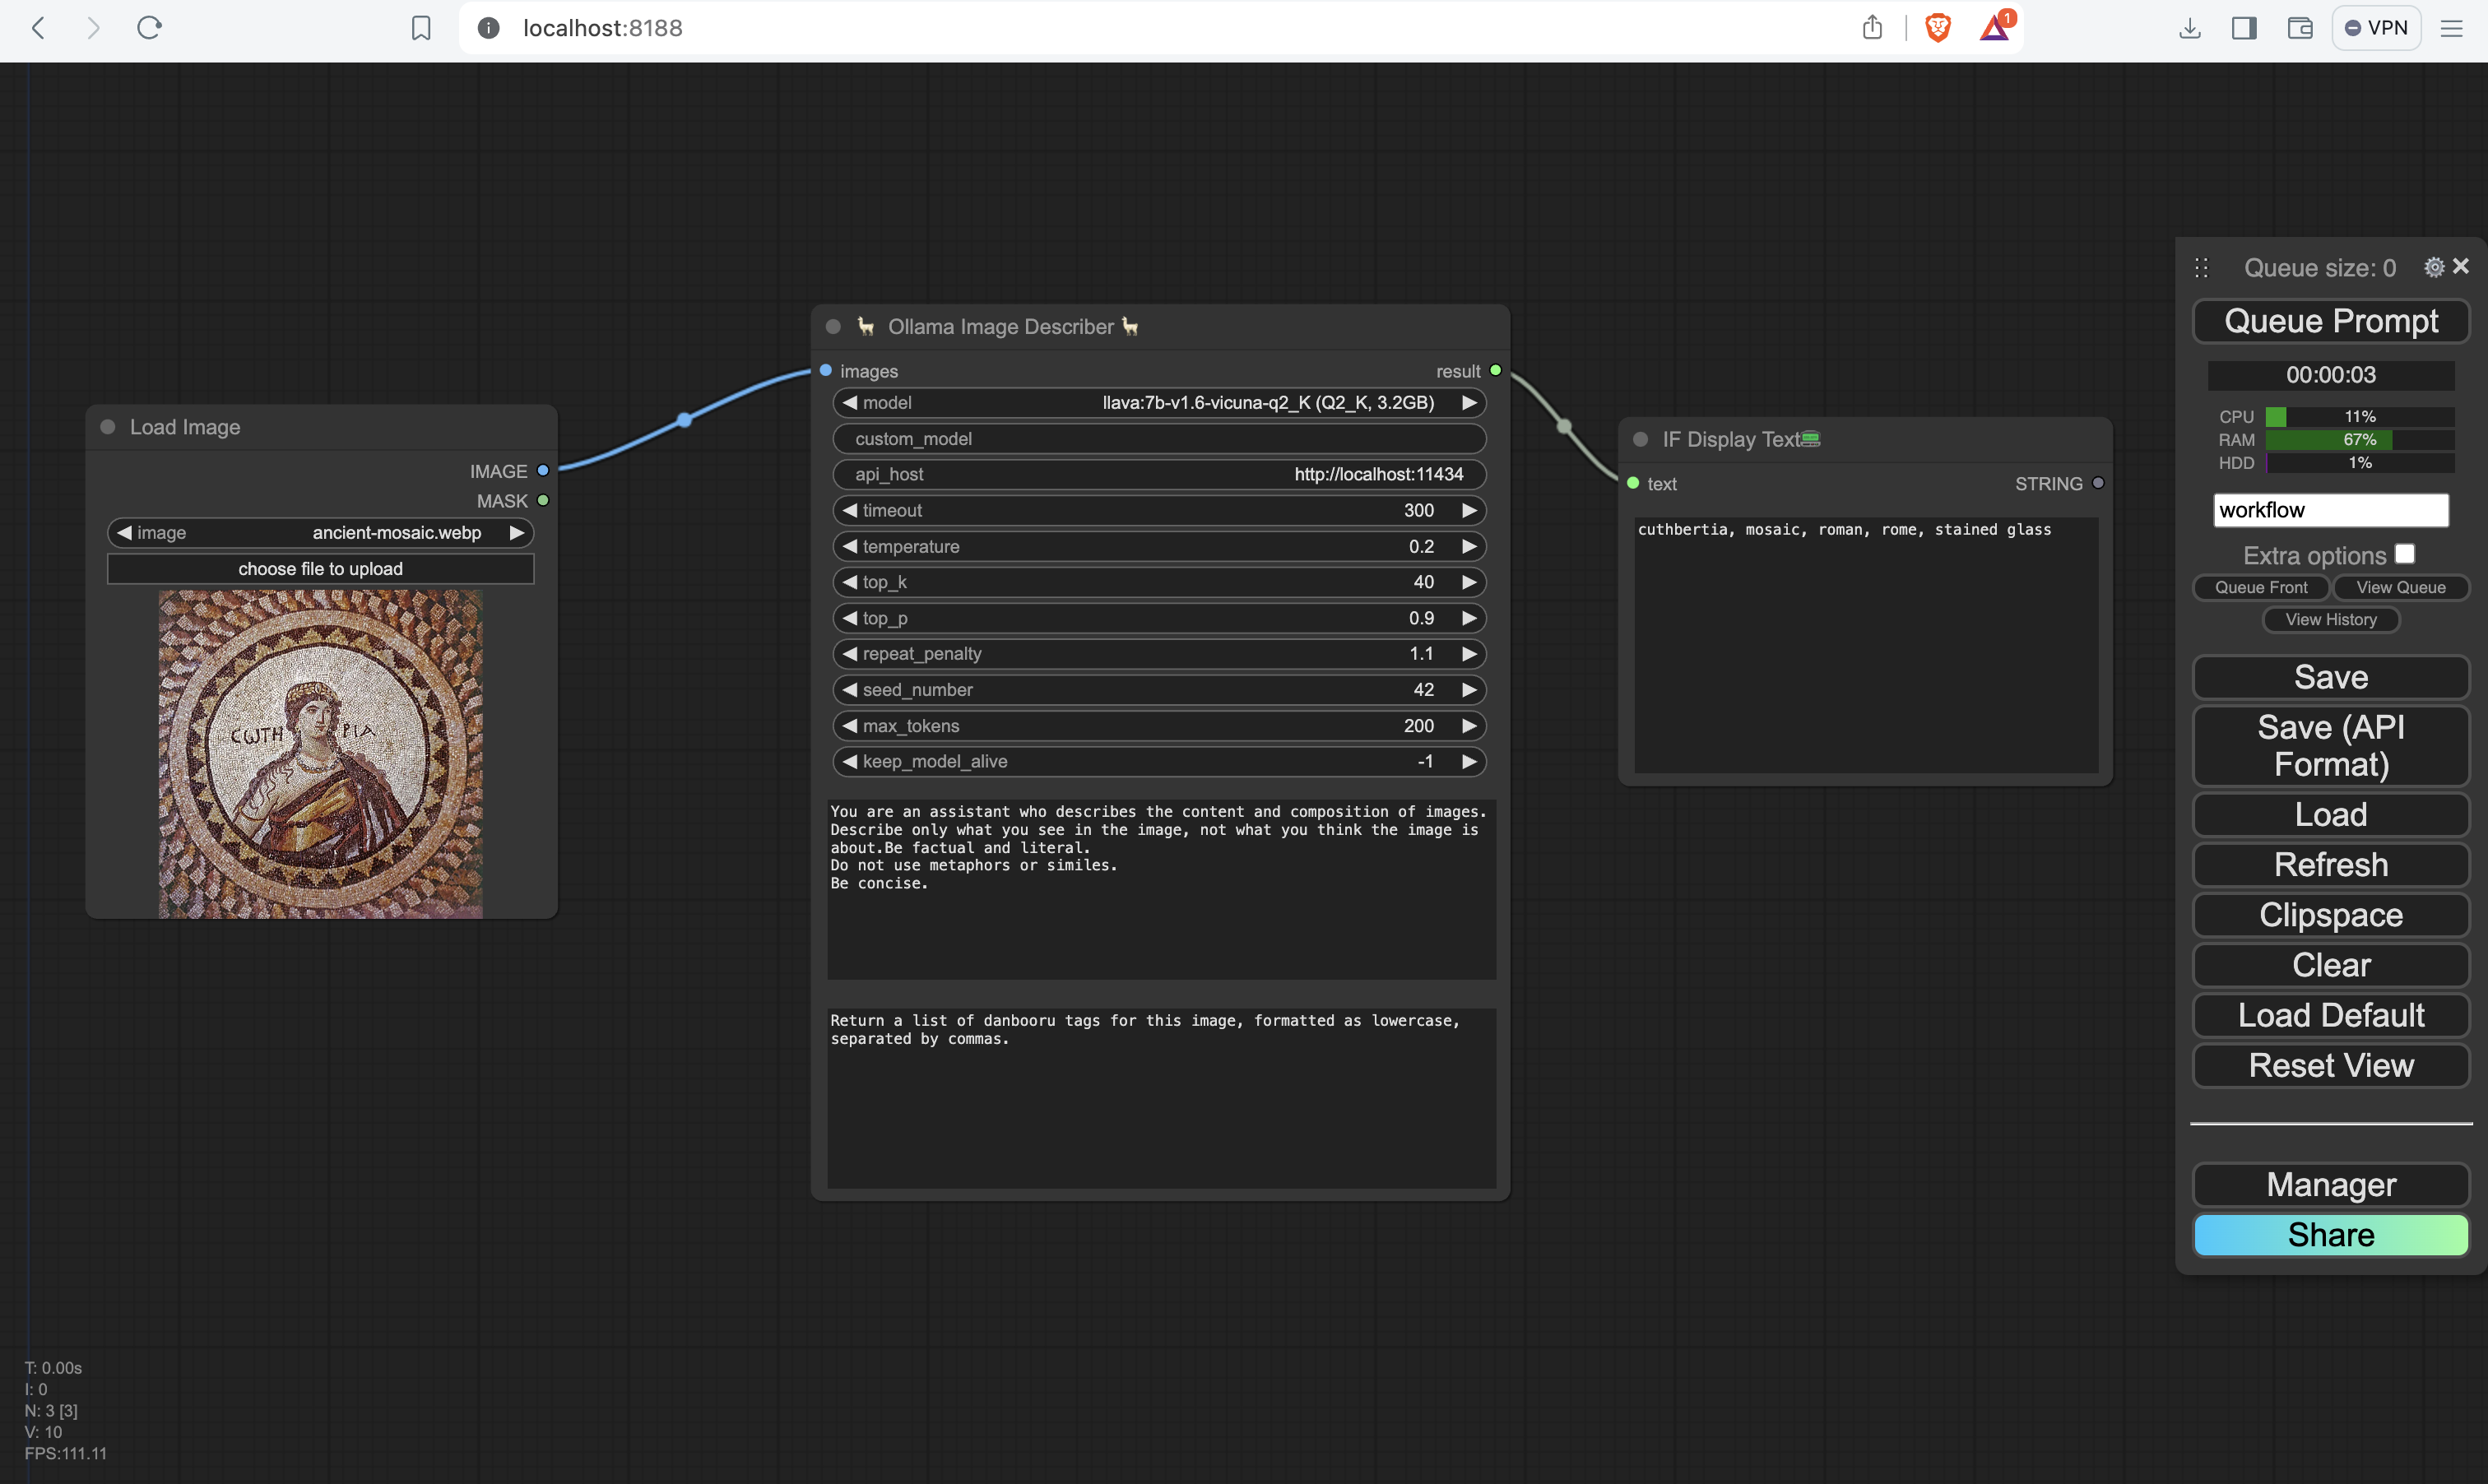 localhost:8188
1
VPN
Load Image
IMAGE
MASK
image ancient-mosaic.webp
choose file to upload
CѠTH PIA
Ollama Image Describer
images result
model llava:7b-v1.6-vicuna-q2_K (Q2_K, 3.2GB)
custom_model
api_host http://localhost:11434
timeout 300
temperature 0.2
top_k 40
top_p 0.9
repeat_penalty 1.1
seed_number 42
max_tokens 200
keep_model_alive -1
You are an assistant who describes the content and composition of images.
Describe only what you see in the image, not what you think the image is
about.Be factual and literal.
Do not use metaphors or similes.
Be concise.
Return a list of danbooru tags for this image, formatted as lowercase,
separated by commas.
IF Display Text
text STRING
cuthbertia, mosaic, roman, rome, stained glass
Queue size: 0
Queue Prompt
00:00:03
CPU 11%
RAM 67%
HDD 1%
workflow
Extra options
Queue Front View Queue
View History
Save
Save (API
Format)
Load
Refresh
Clipspace
Clear
Load Default
Reset View
Manager
Share
T: 0.00s
I: 0
N: 3 [3]
V: 10
FPS:111.11